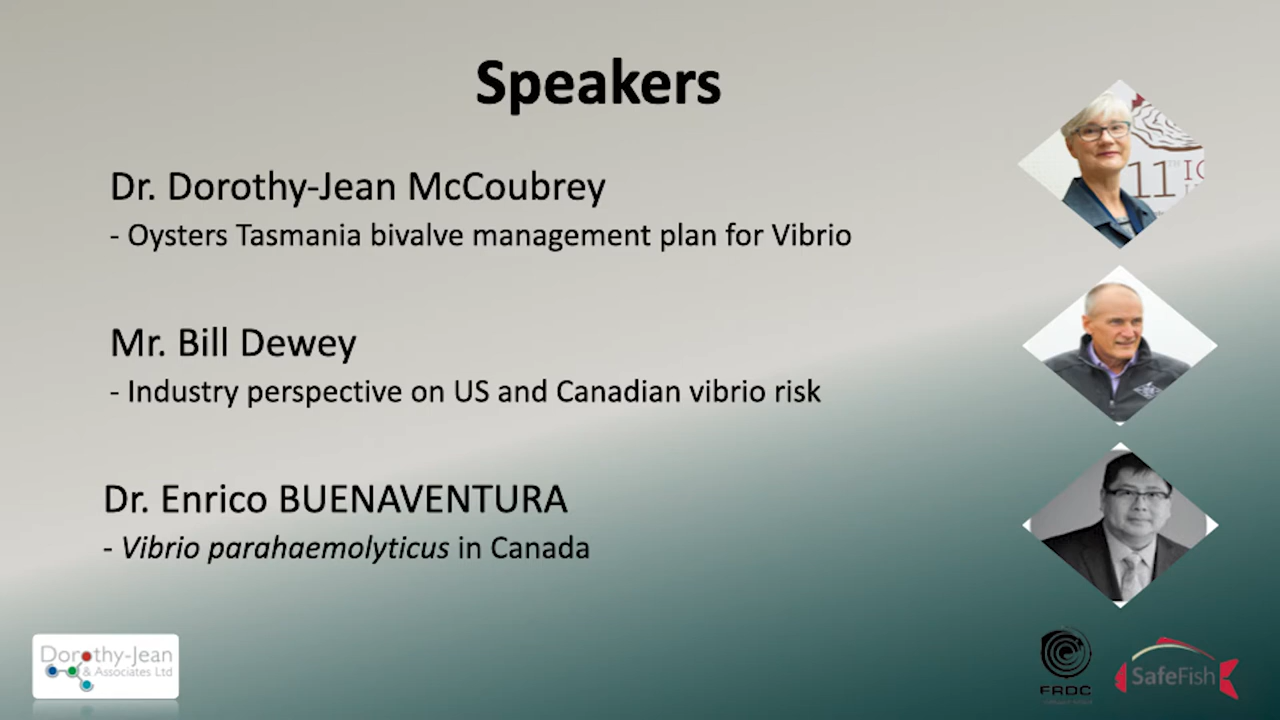 Speakers
Dr. Dorothy-Jean McCoubrey
- Oysters Tasmania bivalve management plan for Vibrio
11
Mr. Bill Dewey
- Industry perspective on US and Canadian vibrio risk
Dr. Enrico BUENAVENTURA
- Vibrio parahaemolyticus in Canada
Dorothy-Jean
& Associates Ltd
FRDC
SafeFish